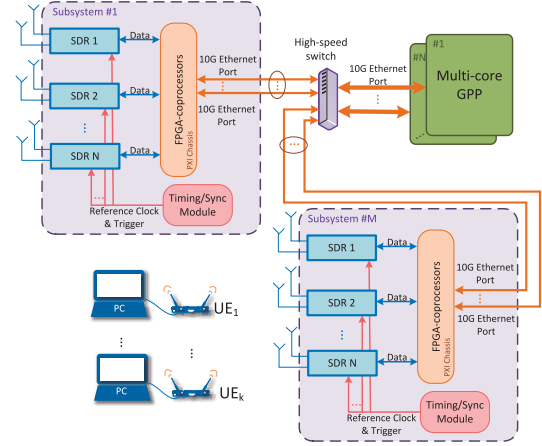 Subsystem #1
SDR 1
Data
SDR 2
Data
SDR N
Data
FPGA-coprocessors
PXI Chassis
10G Ethernet
Port
10G Ethernet
Port
Timing/Sync
Module
Reference Clock
& Trigger
High-speed
switch
10G Ethernet
Port
#1
#N
Multi-core
GPP
Subsystem #M
SDR 1
Data
SDR 2
Data
SDR N
Data
FPGA-coprocessors
PXI Chassis
10G Ethernet
Port
10G Ethernet
Port
Timing/Sync
Module
Reference Clock
& Trigger
PC
UE1
PC
UEk